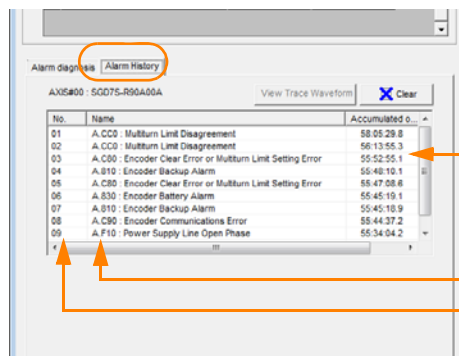 Alarm diagnosis Alarm History
AXIS#00 : SGD7S-R90A00A View Trace Waveform Clear
No. Name Accumulated o...
01 A.CC0 : Multiturn Limit Disagreement 58:05:29.8
02 A.CC0 : Multiturn Limit Disagreement 56:13:55.3
03 A.C80 : Encoder Clear Error or Multiturn Limit Setting Error 55:52:55.1
04 A.810 : Encoder Backup Alarm 55:48:10.1
05 A.C80 : Encoder Clear Error or Multiturn Limit Setting Error 55:47:08.6
06 A.830 : Encoder Battery Alarm 55:45:19.1
07 A.810 : Encoder Backup Alarm 55:45:18.9
08 A.C90 : Encoder Communications Error 55:44:37.2
09 A.F10 : Power Supply Line Open Phase 55:34:04.2